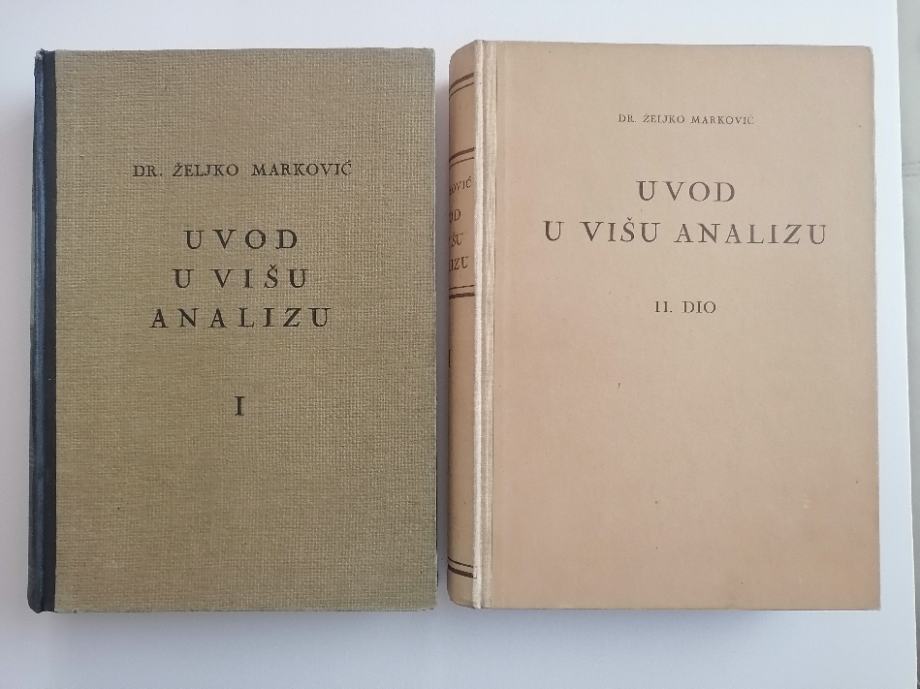 DR. ŽELJKO MARKOVIĆ
UVOD
U VIŠU
ANALIZU
I
DR. ŽELJKO MARKOVIĆ
UVOD
U VIŠU ANALIZU
II. DIO